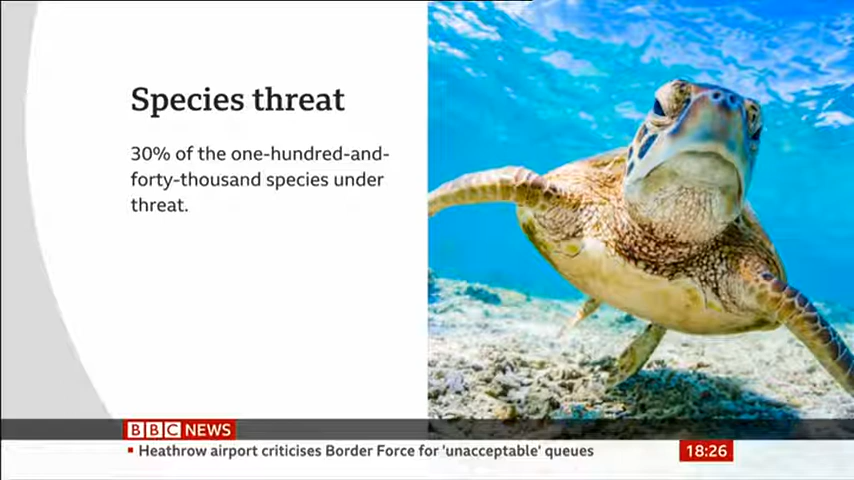 Species threat
30% of the one-hundred-and-
forty-thousand species under
threat.
BBC NEWS
Heathrow airport criticises Border Force for 'unacceptable' queues
18:26